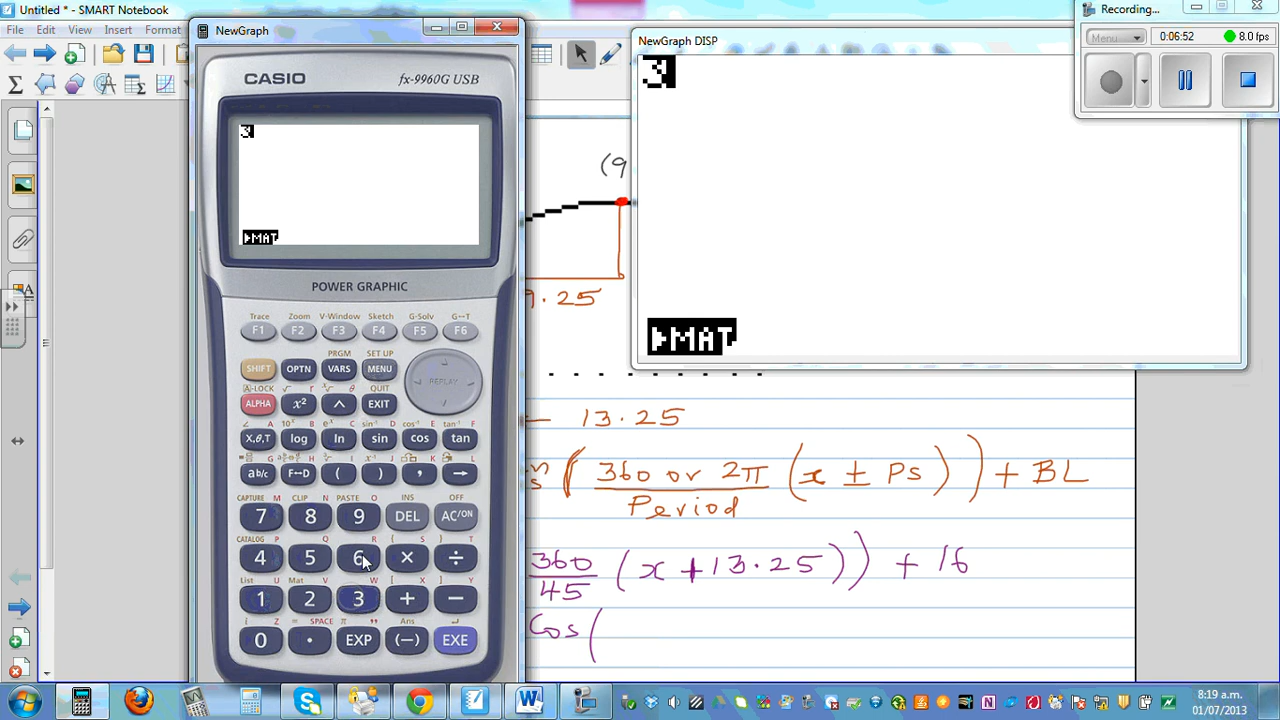 Untitled * - SMART Notebook
File Edit View Insert Format
NewGraph
CASIO fx-9960G USB
3
▶MAT
POWER GRAPHIC
Trace Zoom V-Window Sketch G-Solv G↔T
F1 F2 F3 F4 F5 F6
PRGM SET UP
SHIFT OPTN VARS MENU
REPLAY
A-LOCK QUIT
ALPHA x² ^ EXIT
X,θ,T log ln sin cos tan
a b/c F↔D ( ) , →
CAPTURE M CLIP N PASTE O INS OFF
7 8 9 DEL AC/ON
CATALOG P Q R { S } T
4 5 6 × ÷
List U Mat V W [ X ] Y
1 2 3 + −
i Z = SPACE π " Ans
0 · EXP (−) EXE
NewGraph DISP
3
▶MAT
Recording...
Menu 0:06:52 8.0 fps
(9
9.25
— 13.25
(360 or 2π / Period (x ± Ps)) + BL
360 / 45 (x + 13.25)) + 16
Cos(
8:19 a.m.
01/07/2013